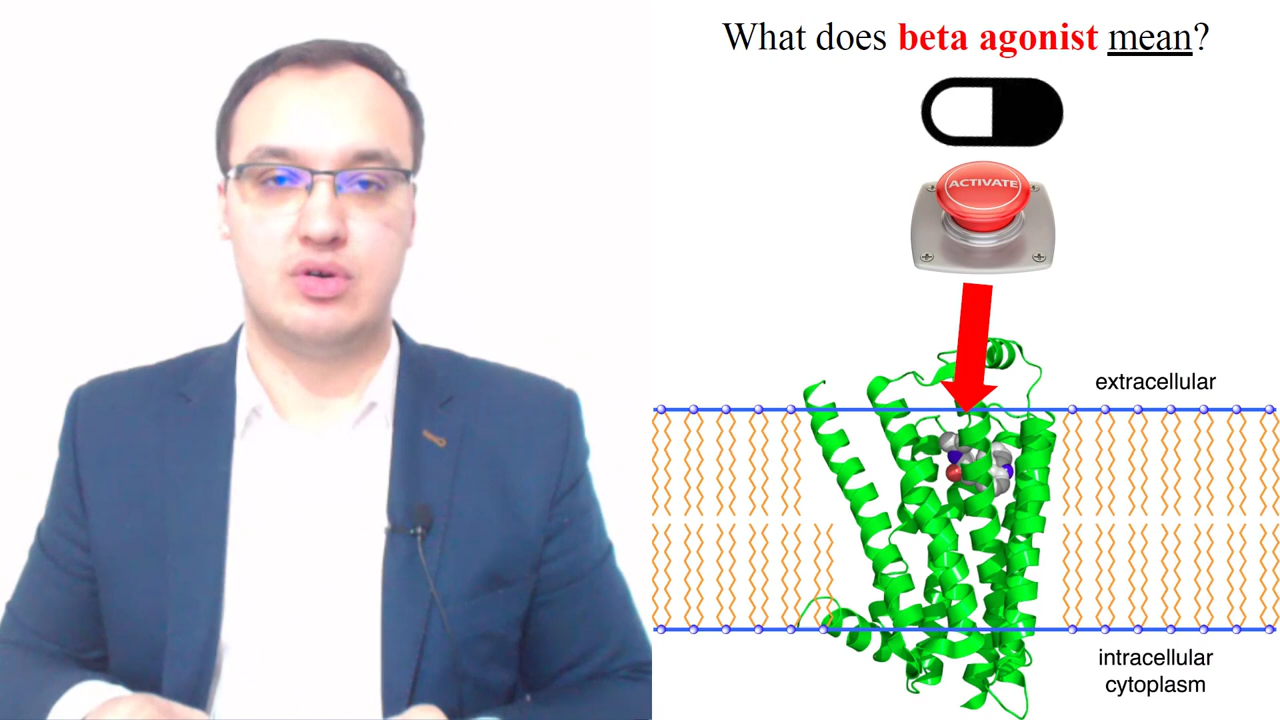 What does beta agonist mean?
ACTIVATE
extracellular
intracellular
cytoplasm